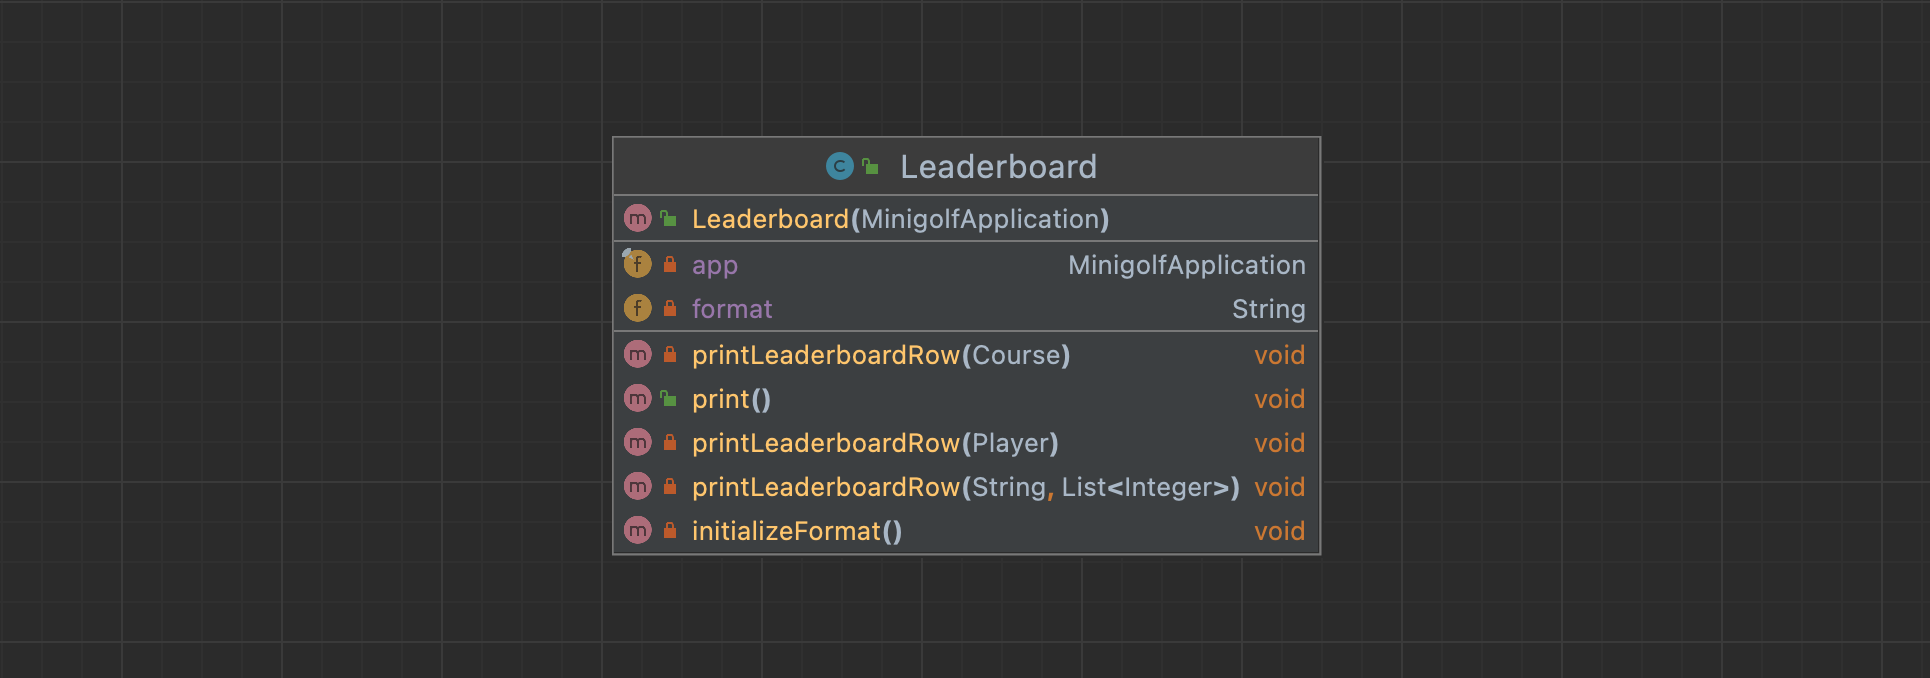 C Leaderboard
m Leaderboard(MinigolfApplication)
f app MinigolfApplication
f format String
m printLeaderboardRow(Course) void
m print() void
m printLeaderboardRow(Player) void
m printLeaderboardRow(String, List<Integer>) void
m initializeFormat() void